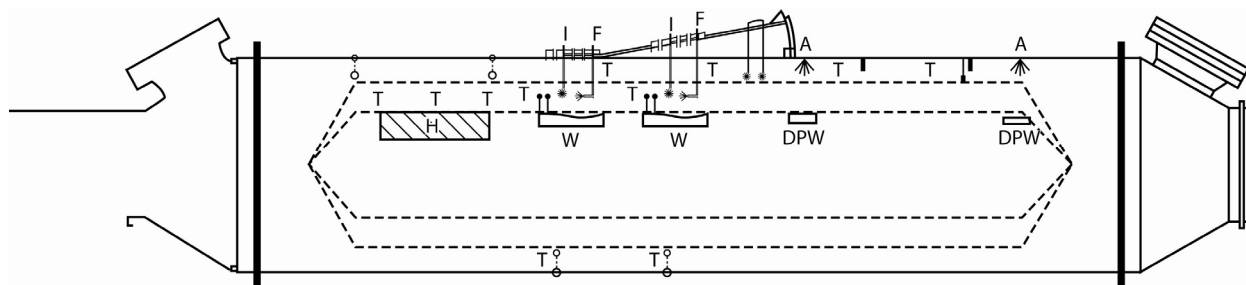 I F I F
A A
T T T T
T T T T T
H
W W DPW DPW
T T